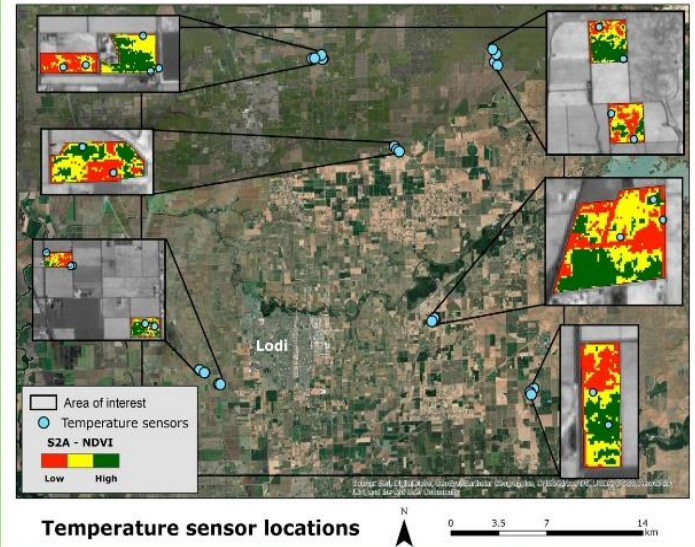 Lodi
Area of interest
Temperature sensors
S2A - NDVI
Low High
Temperature sensor locations
N
0 3.5 7 14
km